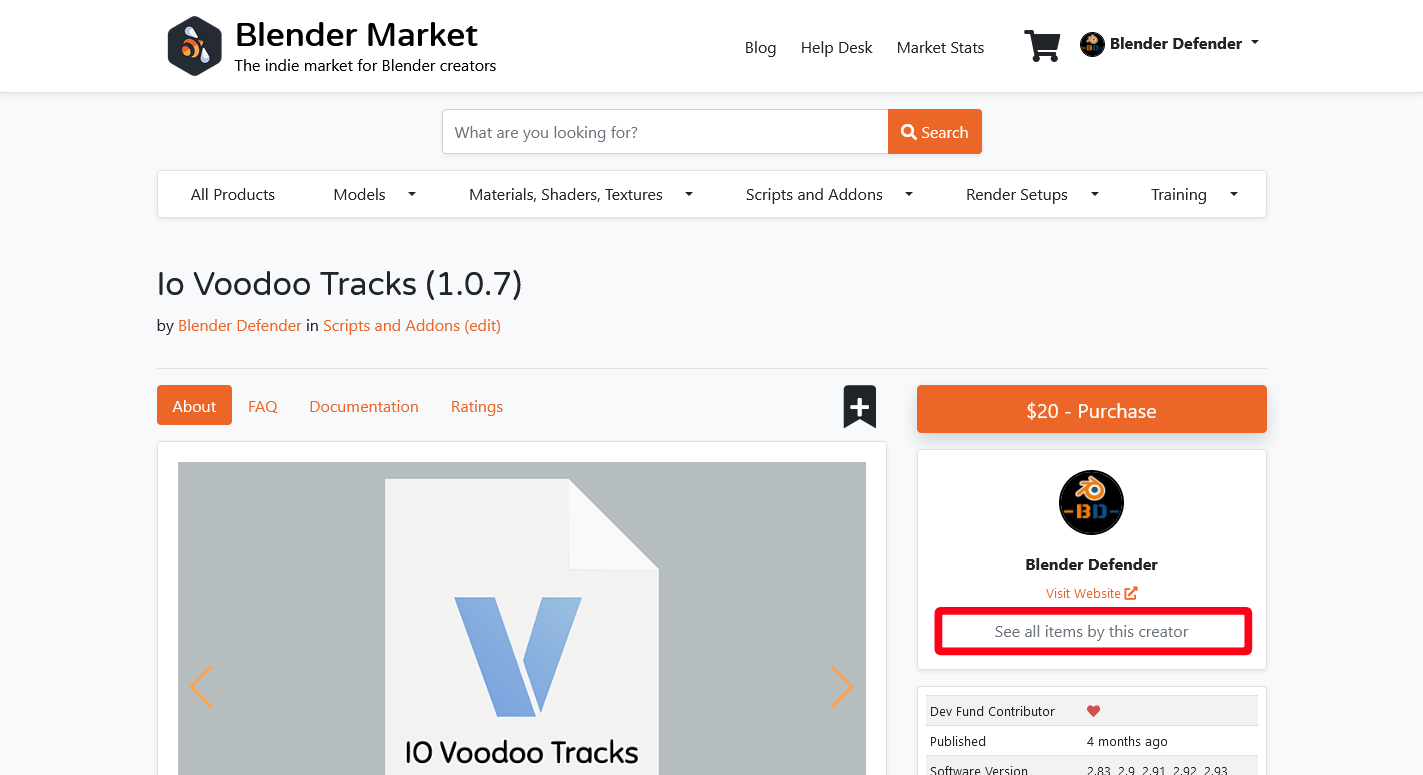 Blender Market
The indie market for Blender creators
Blog Help Desk Market Stats
Blender Defender
What are you looking for?
Search
All Products Models Materials, Shaders, Textures Scripts and Addons Render Setups Training
Io Voodoo Tracks (1.0.7)
by Blender Defender in Scripts and Addons (edit)
About FAQ Documentation Ratings
$20 - Purchase
-BD-
Blender Defender
Visit Website
See all items by this creator
IO Voodoo Tracks
Dev Fund Contributor
Published 4 months ago
Software Version 2.83, 2.9, 2.91, 2.92, 2.93